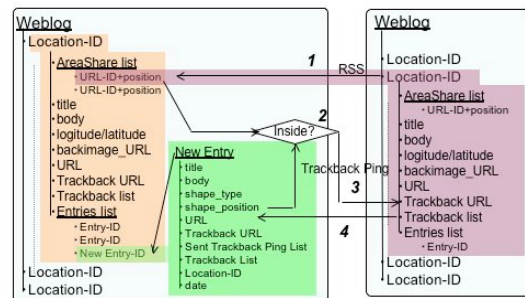 Weblog
Location-ID
AreaShare list
URL-ID+position
URL-ID+position
title
body
logitude/latitude
backimage_URL
URL
Trackback URL
Trackback list
Entries list
Entry-ID
Entry-ID
New Entry-ID
Location-ID
Location-ID
1
RSS
2
Inside?
New Entry
title
body
shape_type
shape_position
URL
Trackback URL
Sent Trackback Ping List
Trackback List
Location-ID
date
Trackback Ping
3
4
Weblog
Location-ID
Location-ID
AreaShare list
URL-ID+position
title
body
logitude/latitude
backimage_URL
URL
Trackback URL
Trackback list
Entries list
Entry-ID
Location-ID
Location-ID